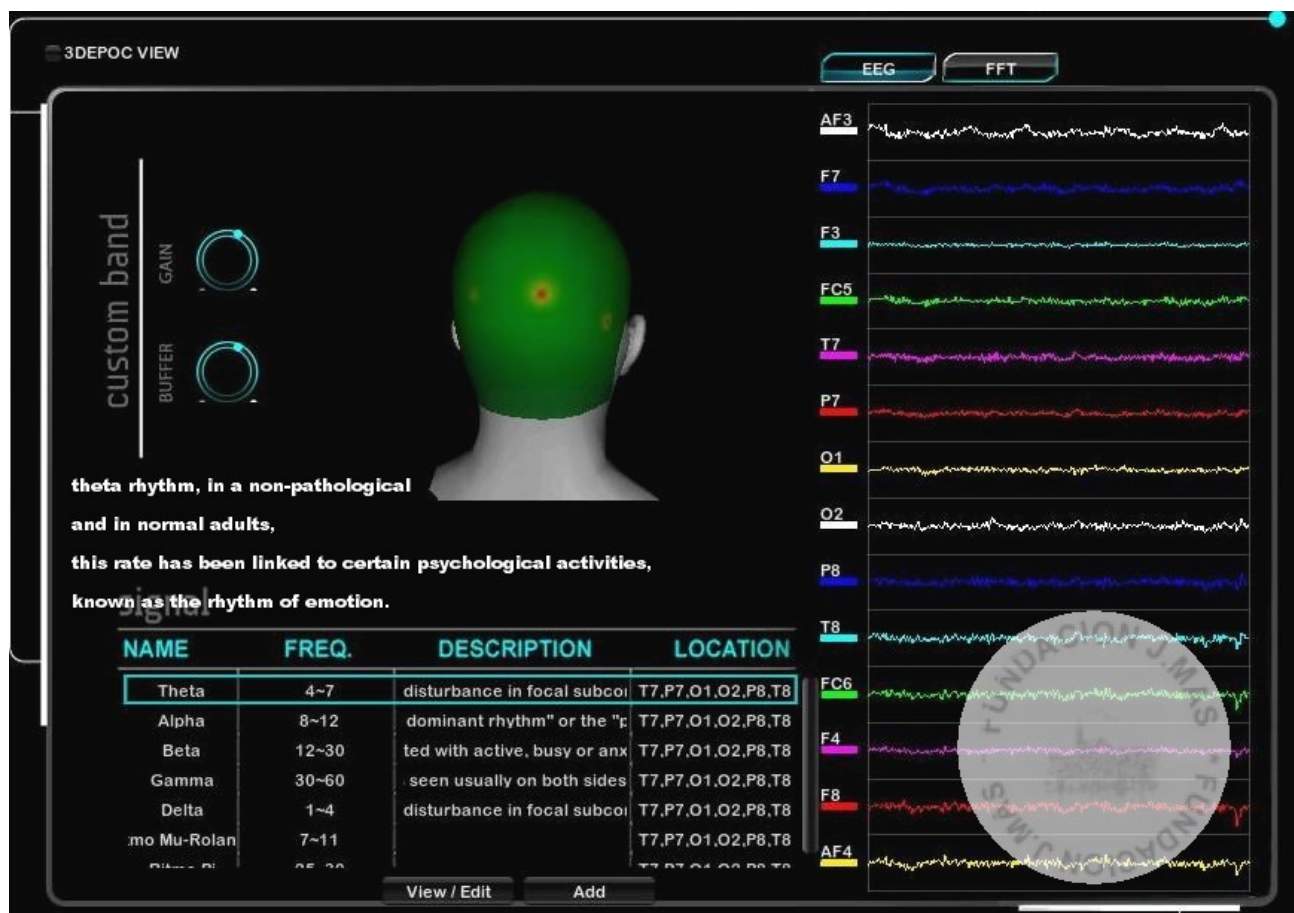 3DEPOC VIEW
EEG FFT
custom band
GAIN
BUFFER
AF3
F7
F3
FC5
T7
P7
O1
O2
P8
T8
FC6
F4
F8
AF4
theta rhythm, in a non-pathological
and in normal adults,
this rate has been linked to certain psychological activities,
known as the rhythm of emotion.
signal
NAME FREQ. DESCRIPTION LOCATION
Theta 4~7 disturbance in focal subcor T7,P7,O1,O2,P8,T8
Alpha 8~12 dominant rhythm" or the "p T7,P7,O1,O2,P8,T8
Beta 12~30 ted with active, busy or anx T7,P7,O1,O2,P8,T8
Gamma 30~60 seen usually on both sides T7,P7,O1,O2,P8,T8
Delta 1~4 disturbance in focal subcor T7,P7,O1,O2,P8,T8
mo Mu-Rolan 7~11 T7,P7,O1,O2,P8,T8
View / Edit Add
FUNDACION J.MAS * FUNDACION J.MAS -